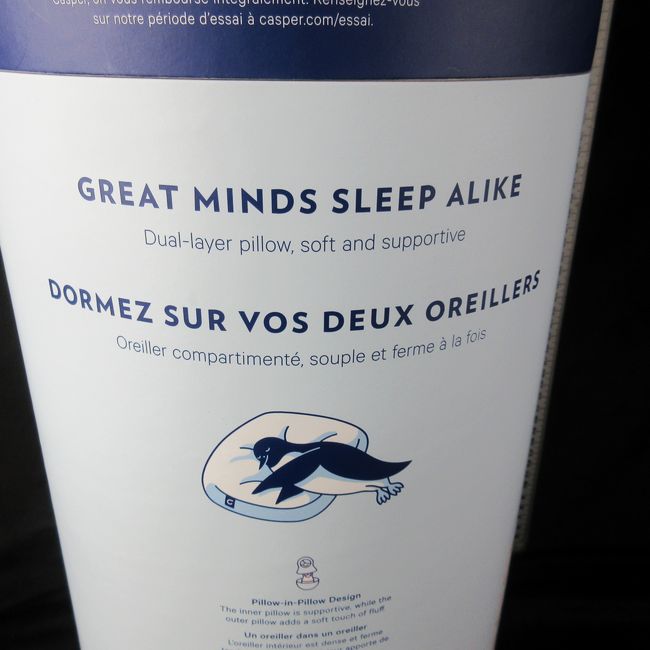 Casper, on vous rembourse intégralement. Renseignez-vous
sur notre période d'essai à casper.com/essai.
GREAT MINDS SLEEP ALIKE
Dual-layer pillow, soft and supportive
DORMEZ SUR VOS DEUX OREILLERS
Oreiller compartimenté, souple et ferme à la fois
C
Pillow-in-Pillow Design
The inner pillow is supportive, while the
outer pillow adds a soft touch of fluff.
Un oreiller dans un oreiller
L'oreiller intérieur est dense et ferme
apporte de